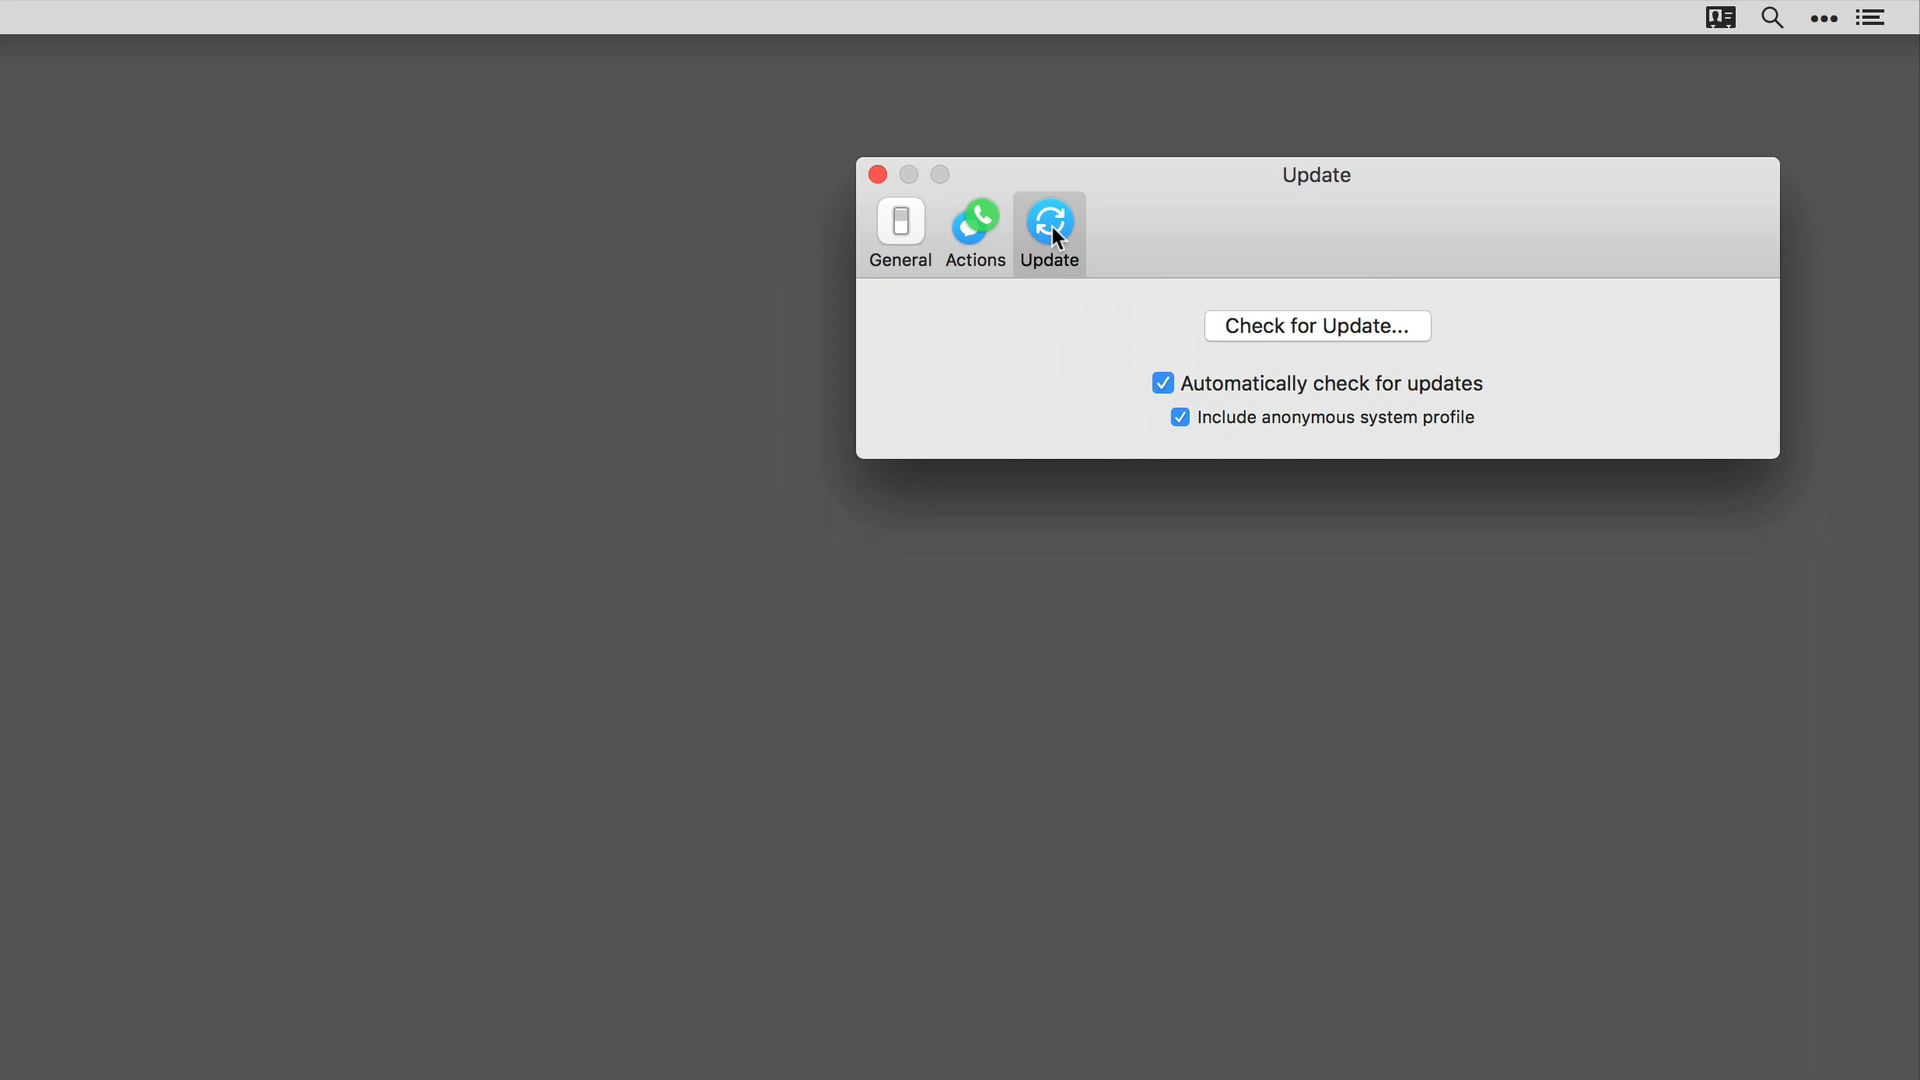 Update
General Actions Update
Check for Update...
Automatically check for updates
Include anonymous system profile